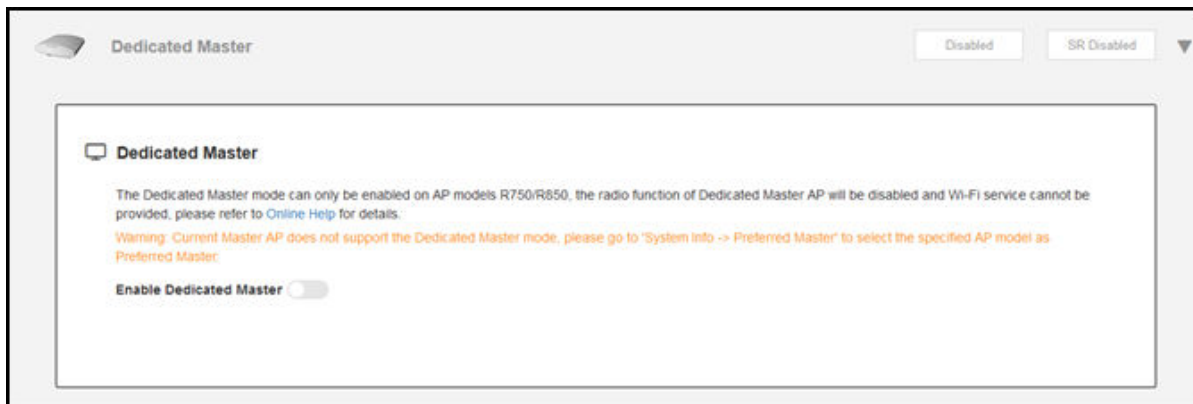 Dedicated Master
Disabled
SR Disabled
Dedicated Master
The Dedicated Master mode can only be enabled on AP models R750/R850, the radio function of Dedicated Master AP will be disabled and Wi-Fi service cannot be
provided, please refer to Online Help for details.
Warning: Current Master AP does not support the Dedicated Master mode, please go to 'System Info -> Preferred Master' to select the specified AP model as
Preferred Master.
Enable Dedicated Master